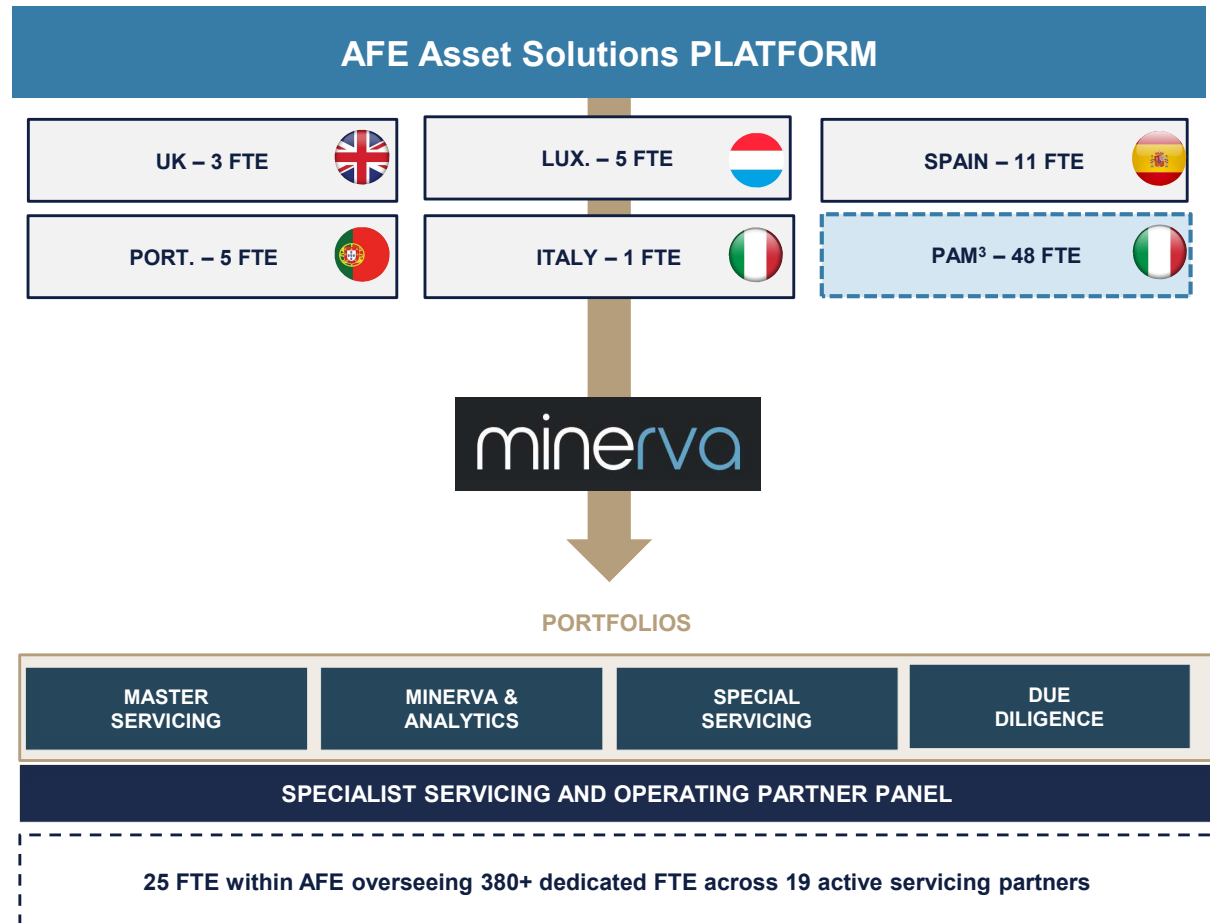 AFE Asset Solutions PLATFORM
UK – 3 FTE
LUX. – 5 FTE
SPAIN – 11 FTE
PORT. – 5 FTE
ITALY – 1 FTE
PAM³ – 48 FTE
minerva
PORTFOLIOS
MASTER
SERVICING
MINERVA &
ANALYTICS
SPECIAL
SERVICING
DUE
DILIGENCE
SPECIALIST SERVICING AND OPERATING PARTNER PANEL
25 FTE within AFE overseeing 380+ dedicated FTE across 19 active servicing partners